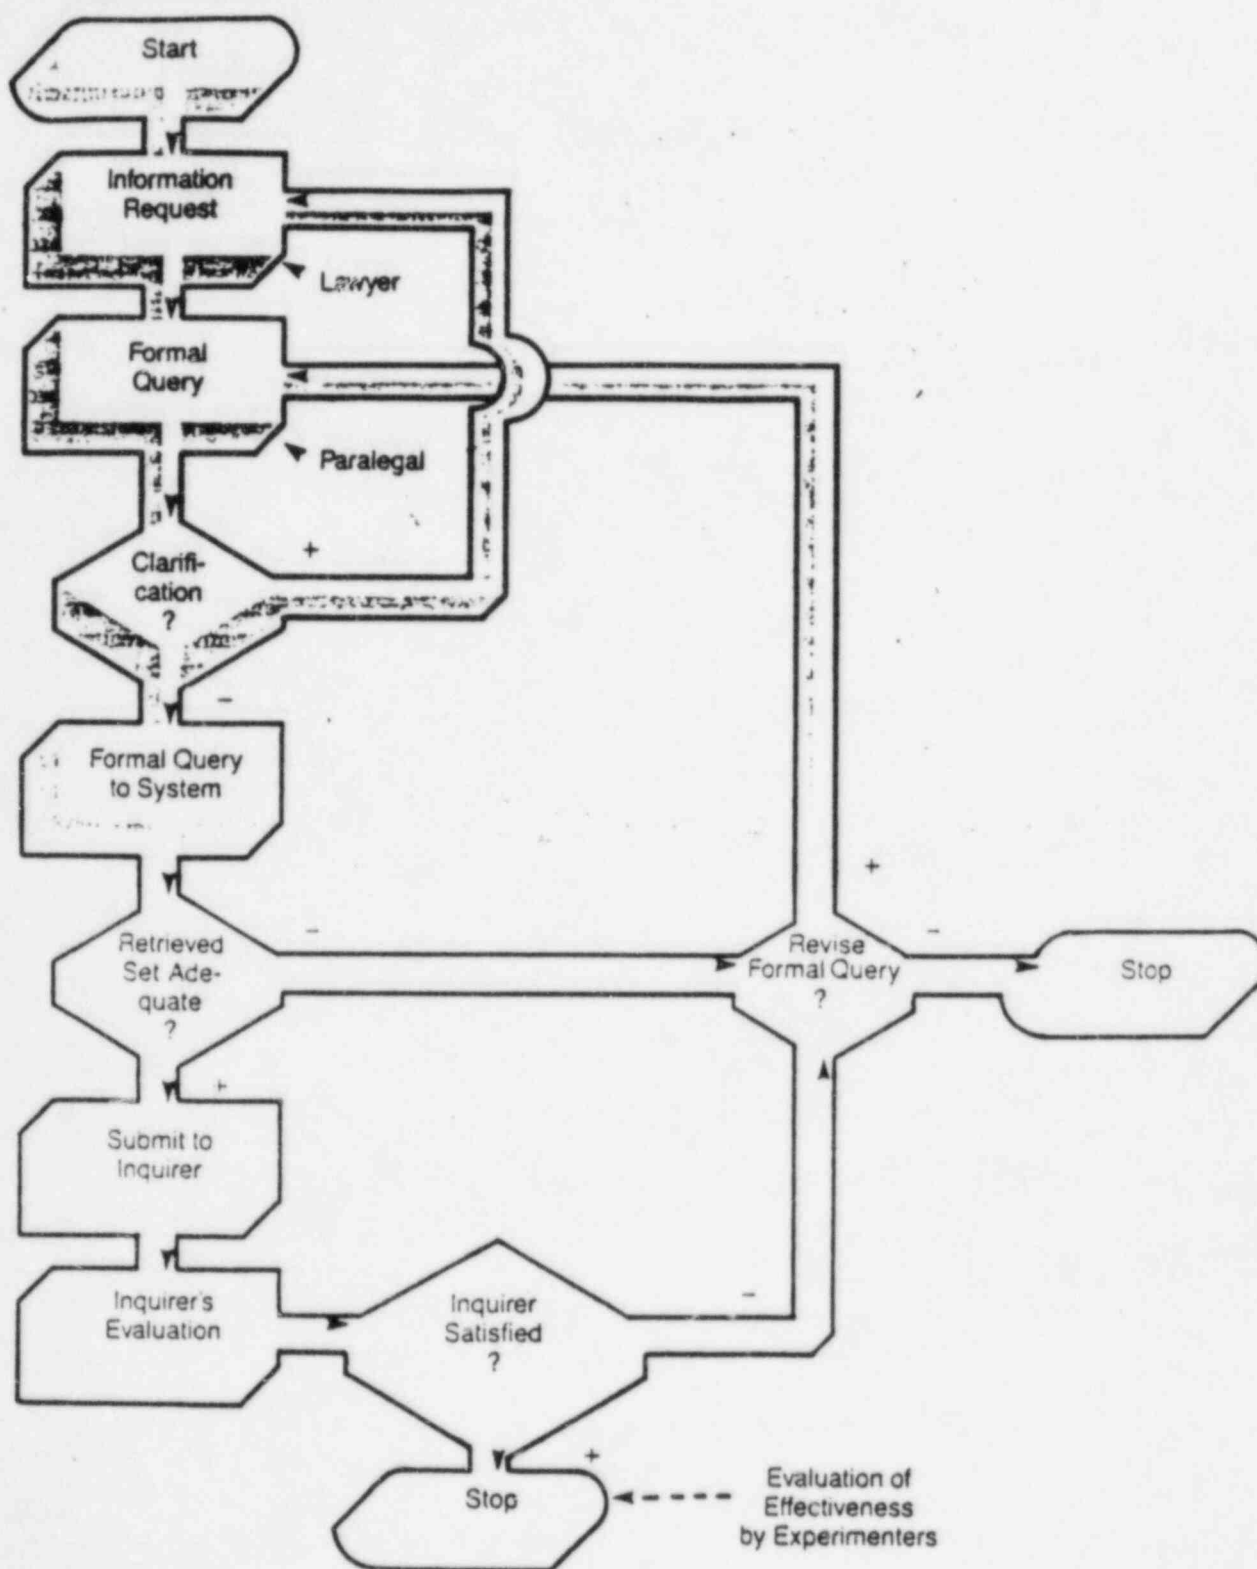 Start
Information
Request
Lawyer
Formal
Query
Paralegal
Clarifi-
cation
?
+
−
Formal Query
to System
Retrieved
Set Ade-
quate
?
−
+
Revise
Formal Query
?
+
−
Stop
Submit to
Inquirer
Inquirer's
Evaluation
Inquirer
Satisfied
?
−
+
Stop
Evaluation of
Effectiveness
by Experimenters